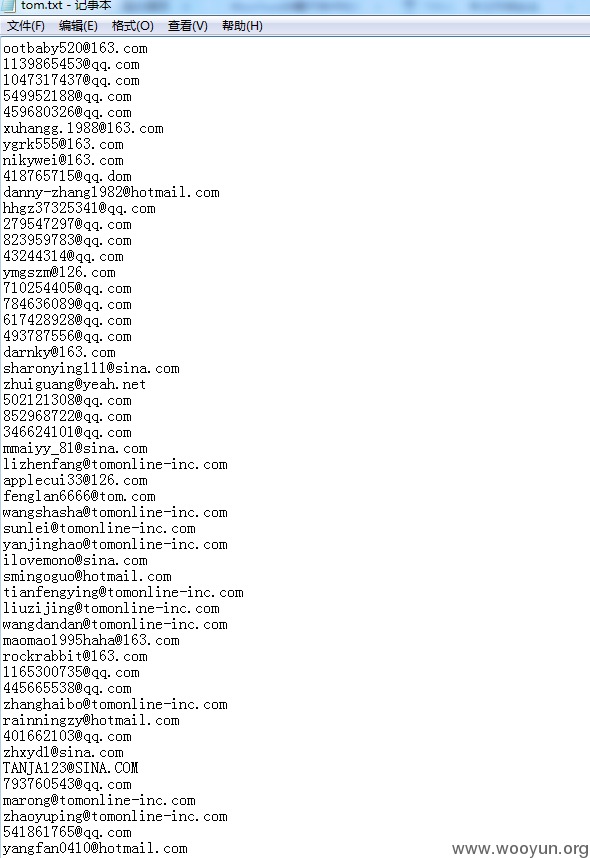 tom.txt - 记事本
文件(F) 编辑(E) 格式(O) 查看(V) 帮助(H)
ootbaby520@163.com
1139865453@qq.com
1047317437@qq.com
549952188@qq.com
459680326@qq.com
xuhangg.1988@163.com
ygrk555@163.com
nikywei@163.com
418765715@qq.dom
danny-zhang1982@hotmail.com
hhgz37325341@qq.com
279547297@qq.com
823959783@qq.com
43244314@qq.com
ymgszm@126.com
710254405@qq.com
784636089@qq.com
617428928@qq.com
493787556@qq.com
darnky@163.com
sharonying111@sina.com
zhuiguang@yeah.net
502121308@qq.com
852968722@qq.com
346624101@qq.com
mmaiyy_81@sina.com
lizhenfang@tomonline-inc.com
applecui33@126.com
fenglan6666@tom.com
wangshasha@tomonline-inc.com
sunlei@tomonline-inc.com
yanjinghao@tomonline-inc.com
ilovemono@sina.com
smingoguo@hotmail.com
tianfengying@tomonline-inc.com
liuzijing@tomonline-inc.com
wangdandan@tomonline-inc.com
maomao1995haha@163.com
rockrabbit@163.com
1165300735@qq.com
445665538@qq.com
zhanghaibo@tomonline-inc.com
rainningzy@hotmail.com
401662103@qq.com
zhxyd1@sina.com
TANJA123@SINA.COM
793760543@qq.com
marong@tomonline-inc.com
zhaoyuping@tomonline-inc.com
541861765@qq.com
yangfan0410@hotmail.com
www.wooyun.org